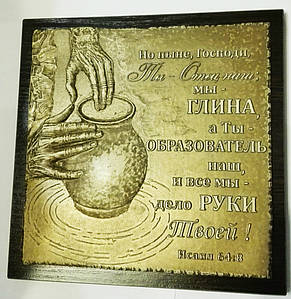 Но ныне, Господи,
Ты - Отец наш;
мы -
ГЛИНА,
а Ты -
ОБРАЗОВАТЕЛЬ
наш,
и все мы -
дело РУКИ
Твоей !
Исаия 64:8